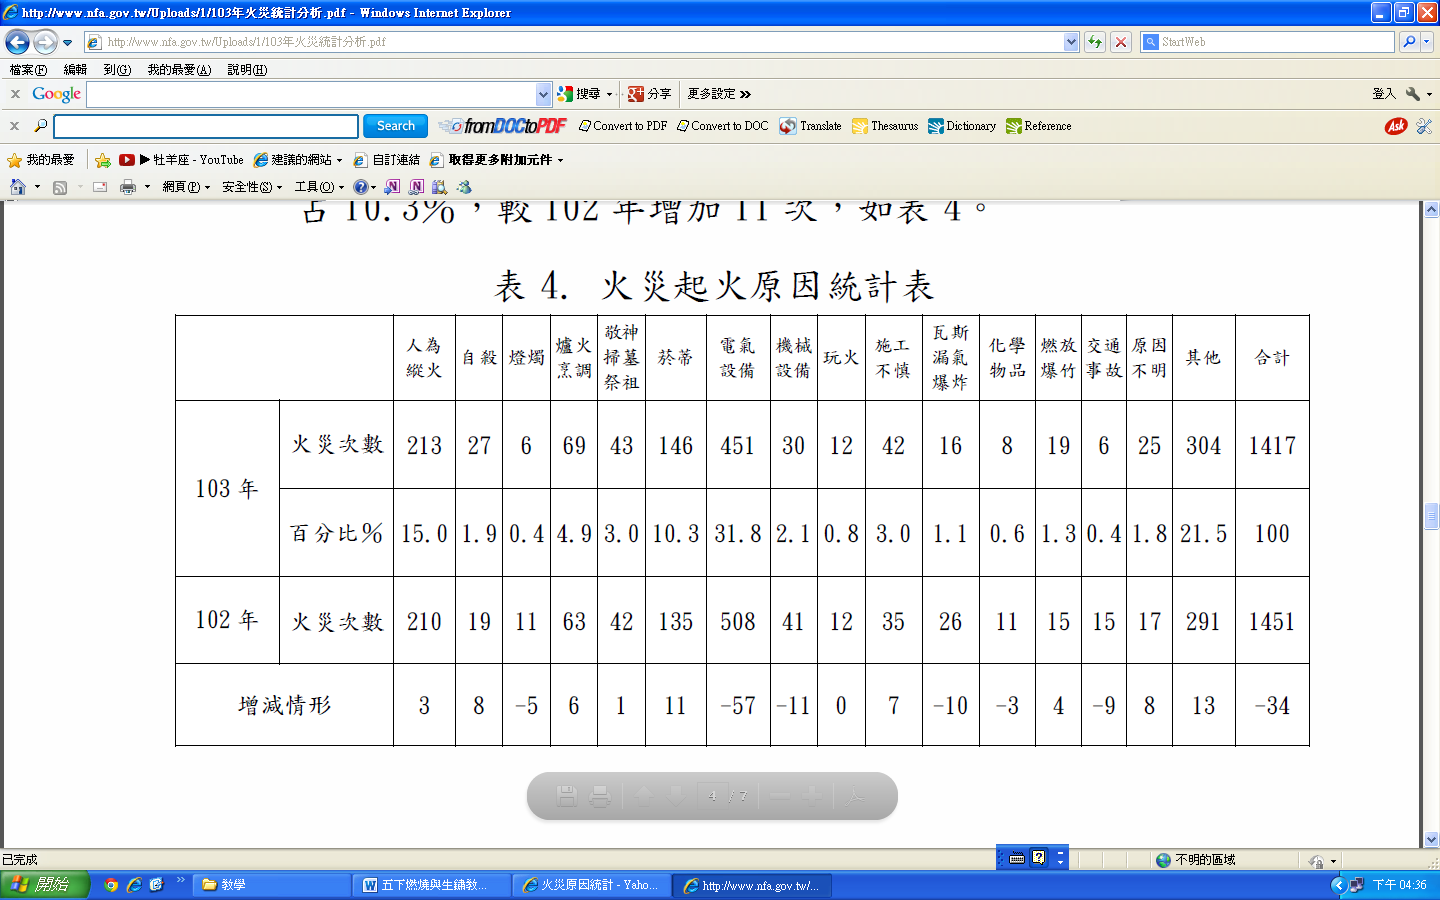 http://www.nfa.gov.tw/Uploads/1/103年火災統計分析.pdf - Windows Internet Explorer
http://www.nfa.gov.tw/Uploads/1/103年火災統計分析.pdf
StartWeb
檔案(F) 編輯 到(G) 我的最愛(A) 說明(H)
x Google 搜尋 分享 更多設定 » 登入
x Search fromDOCtoPDF Convert to PDF Convert to DOC Translate Thesaurus Dictionary Reference Ask
我的最愛 ▶ 牡羊座 - YouTube 建議的網站 自訂連結 取得更多附加元件
網頁(P) 安全性(S) 工具(O)
占 10.3%，較 102 年增加 11 次，如表 4。
表 4. 火災起火原因統計表
人為縱火 自殺 燈燭 爐火烹調 敬神掃墓祭祖 菸蒂 電氣設備 機械設備 玩火 施工不慎 瓦斯漏氣爆炸 化學物品 燃放爆竹 交通事故 原因不明 其他 合計
103 年 火災次數 213 27 6 69 43 146 451 30 12 42 16 8 19 6 25 304 1417
百分比% 15.0 1.9 0.4 4.9 3.0 10.3 31.8 2.1 0.8 3.0 1.1 0.6 1.3 0.4 1.8 21.5 100
102 年 火災次數 210 19 11 63 42 135 508 41 12 35 26 11 15 15 17 291 1451
增減情形 3 8 -5 6 1 11 -57 -11 0 7 -10 -3 4 -9 8 13 -34
4 / 7
已完成 不明的區域
開始 » 教學 五下燃燒與生鏽教... 火災原因統計 - Yaho... http://www.nfa.gov.tw/... 下午 04:36